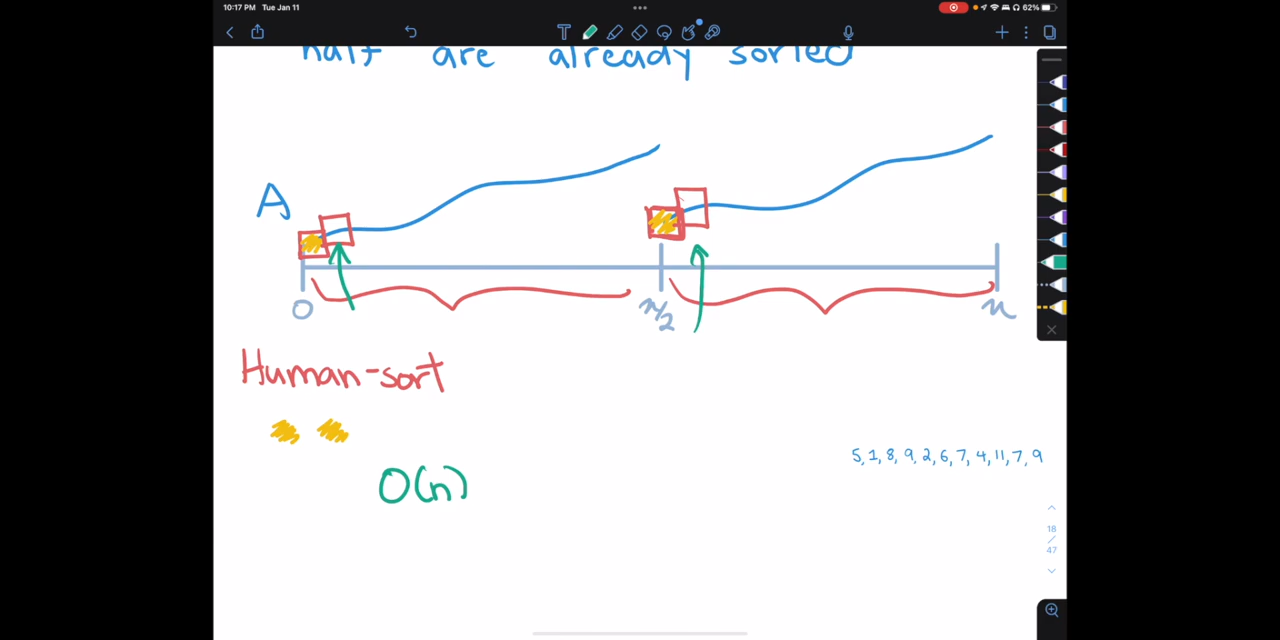 10:17 PM Tue Jan 11
62%
half are already sorted
A
0 n/2 n
Human-sort
5, 1, 8, 9, 2, 6, 7, 4, 11, 7, 9
O(n)
18
/
47